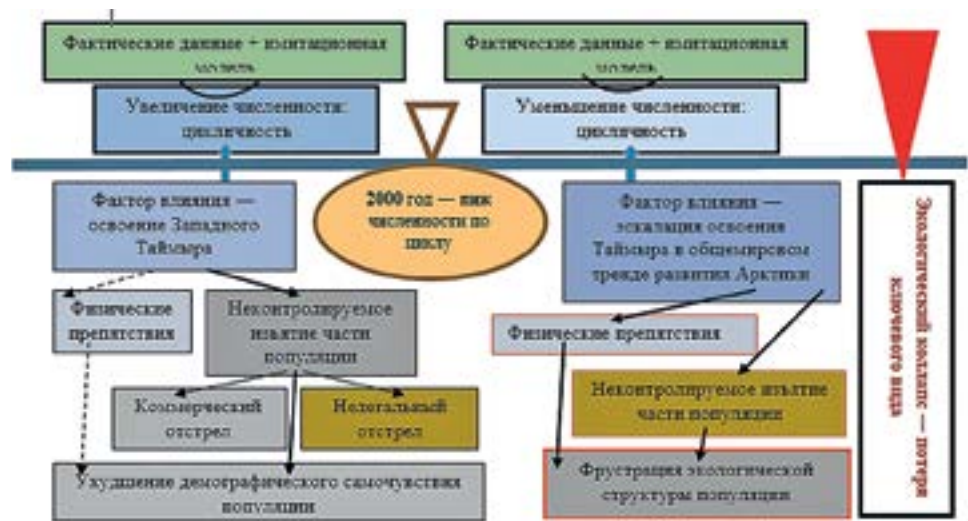 Фактические данные + имитационная
модель
Увеличение численности:
цикличность
Фактические данные + имитационная
модель
Уменьшение численности:
цикличность
2000 год — пик
численности по
циклу
Фактор влияния —
освоение Западного
Таймыра
Физические
препятствия
Неконтролируемое
изъятие части
популяции
Коммерческий
отстрел
Нелегальный
отстрел
Ухудшение демографического самочувствия
популяции
Фактор влияния —
эскалация освоения
Таймыра в общемировом
тренде развития Арктики
Физические препятствия
Неконтролируемое изъятие
части популяции
Фрустрация экологической
структуры популяции
Экологический коллапс — потеря
ключевого вида